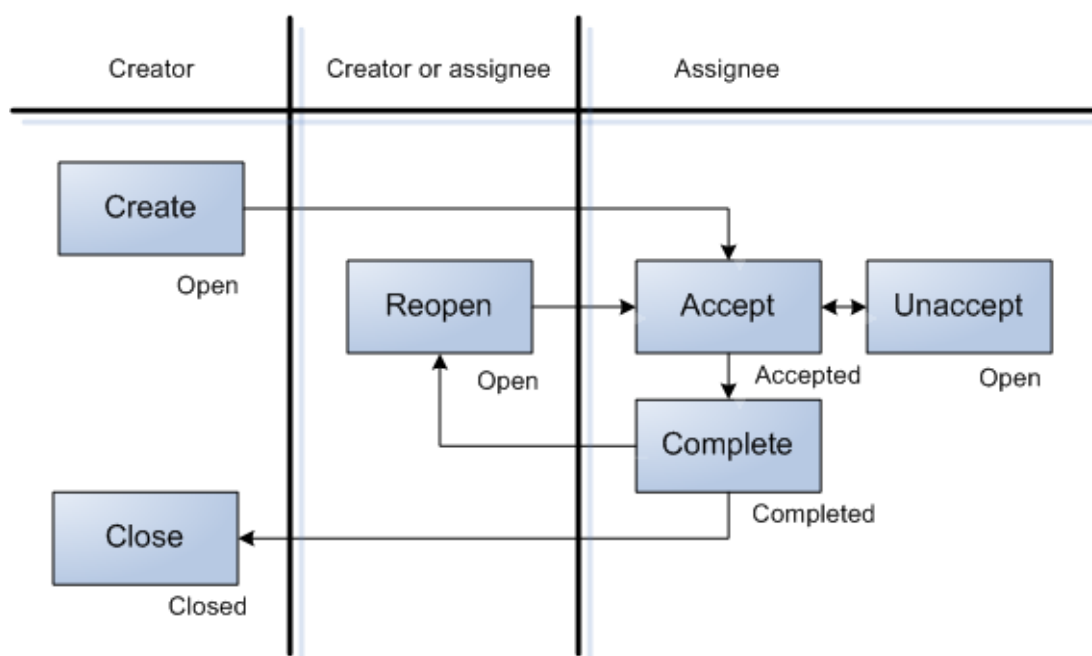 Creator
Creator or assignee
Assignee
Create
Open
Reopen
Open
Accept
Accepted
Unaccept
Open
Complete
Completed
Close
Closed